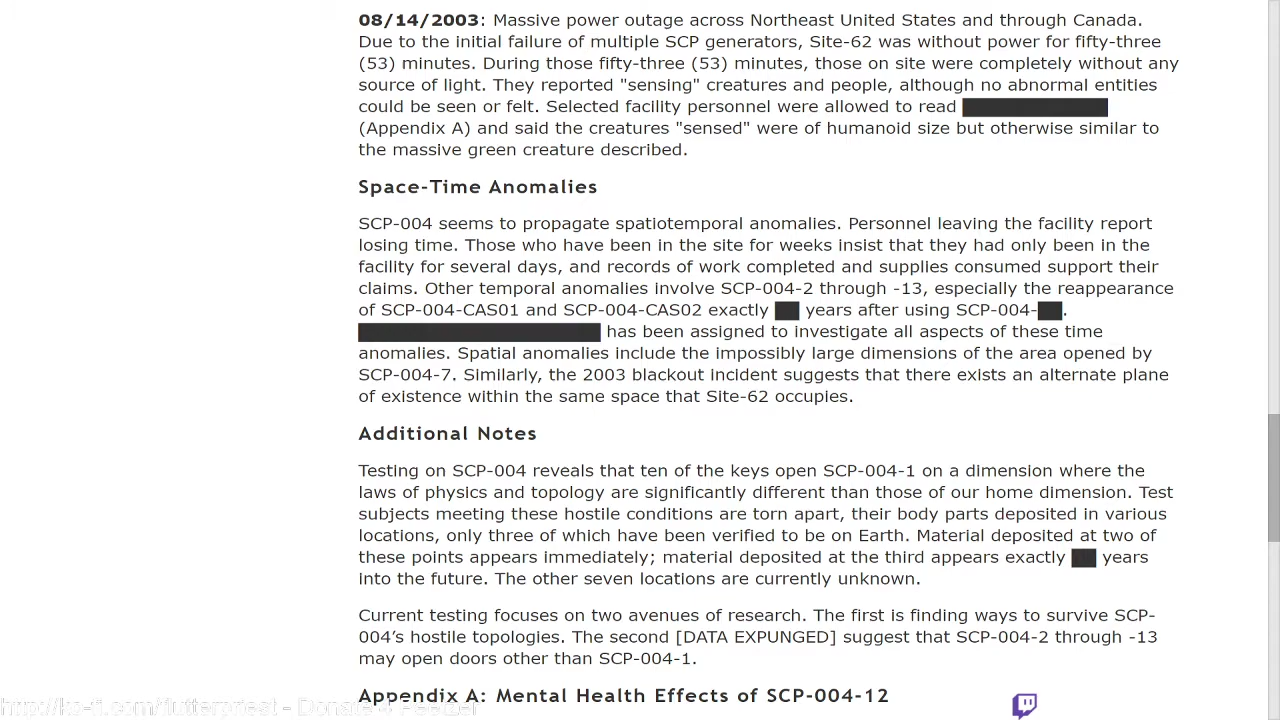 08/14/2003: Massive power outage across Northeast United States and through Canada.
Due to the initial failure of multiple SCP generators, Site-62 was without power for fifty-three
(53) minutes. During those fifty-three (53) minutes, those on site were completely without any
source of light. They reported "sensing" creatures and people, although no abnormal entities
could be seen or felt. Selected facility personnel were allowed to read
(Appendix A) and said the creatures "sensed" were of humanoid size but otherwise similar to
the massive green creature described.
Space-Time Anomalies
SCP-004 seems to propagate spatiotemporal anomalies. Personnel leaving the facility report
losing time. Those who have been in the site for weeks insist that they had only been in the
facility for several days, and records of work completed and supplies consumed support their
claims. Other temporal anomalies involve SCP-004-2 through -13, especially the reappearance
of SCP-004-CAS01 and SCP-004-CAS02 exactly ██ years after using SCP-004-██.
has been assigned to investigate all aspects of these time
anomalies. Spatial anomalies include the impossibly large dimensions of the area opened by
SCP-004-7. Similarly, the 2003 blackout incident suggests that there exists an alternate plane
of existence within the same space that Site-62 occupies.
Additional Notes
Testing on SCP-004 reveals that ten of the keys open SCP-004-1 on a dimension where the
laws of physics and topology are significantly different than those of our home dimension. Test
subjects meeting these hostile conditions are torn apart, their body parts deposited in various
locations, only three of which have been verified to be on Earth. Material deposited at two of
these points appears immediately; material deposited at the third appears exactly ██ years
into the future. The other seven locations are currently unknown.
Current testing focuses on two avenues of research. The first is finding ways to survive SCP-
004’s hostile topologies. The second [DATA EXPUNGED] suggest that SCP-004-2 through -13
may open doors other than SCP-004-1.
Appendix A: Mental Health Effects of SCP-004-12
http://ko-fi.com/flutterpriest - Donate